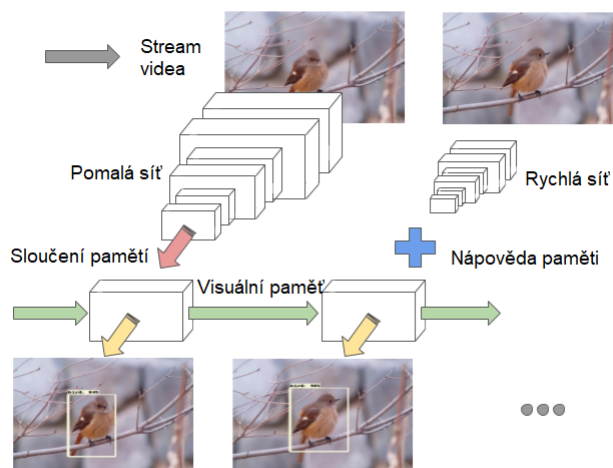 Stream
videa
Pomalá síť
Rychlá síť
Sloučení pamětí
Nápověda paměti
Visuální paměť